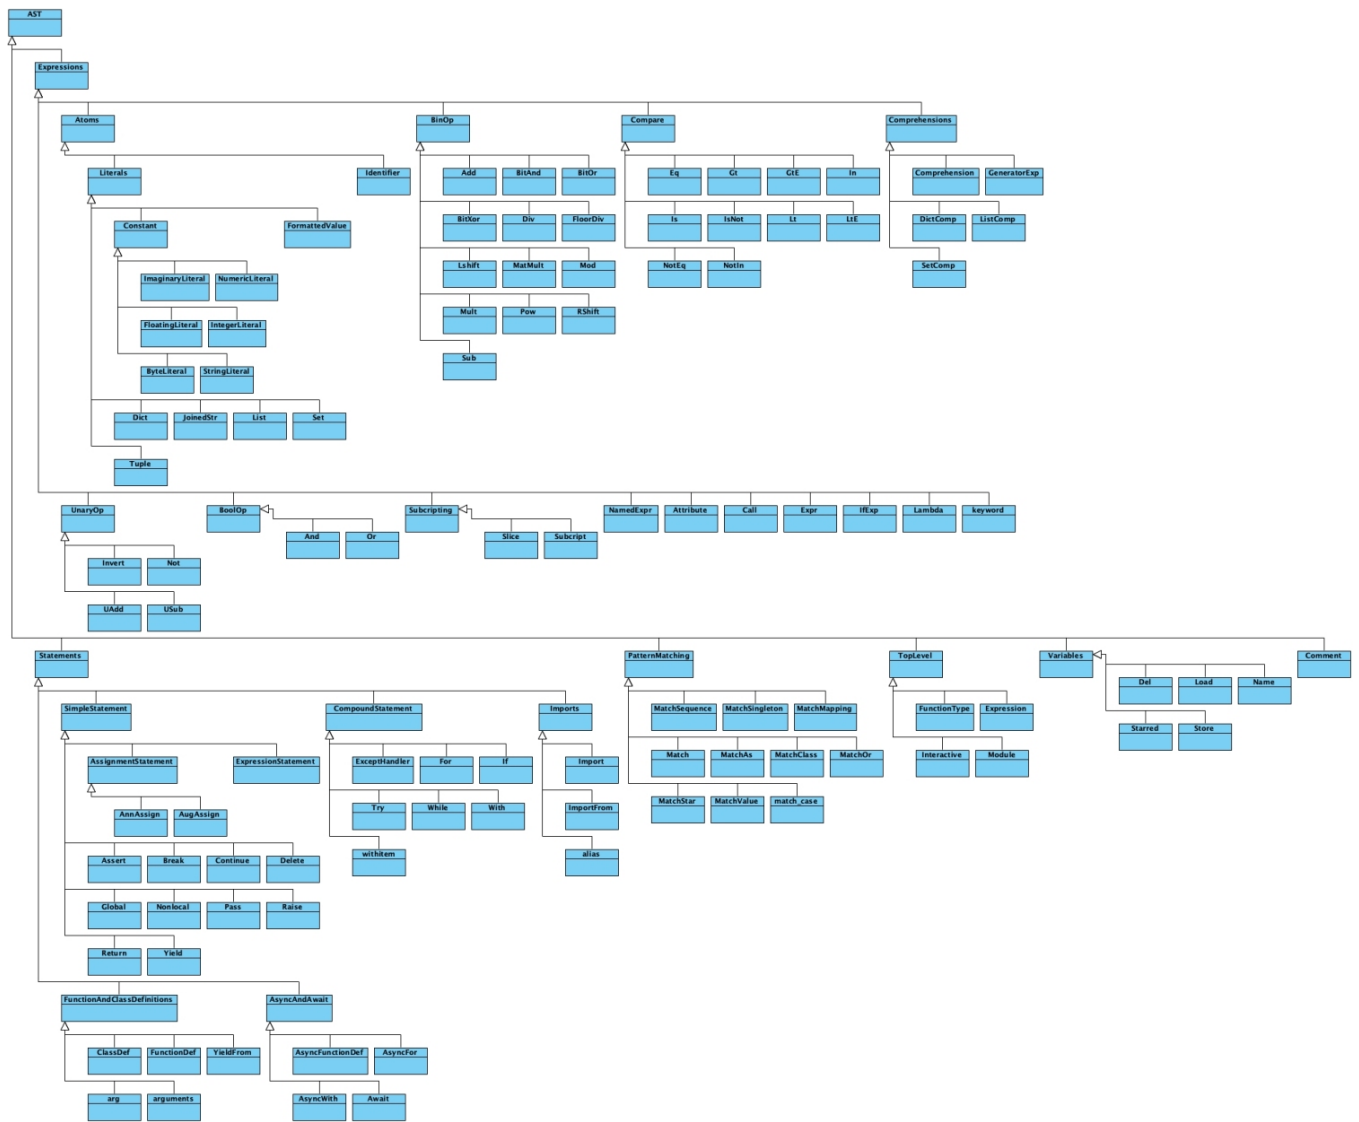 AST
Expressions
Atoms BinOp Compare Comprehensions
Literals Identifier Add BitAnd BitOr Eq Gt GtE In Comprehension GeneratorExp
Constant FormattedValue BitXor Div FloorDiv Is IsNot Lt LtE DictComp ListComp
ImaginaryLiteral NumericLiteral Lshift MatMult Mod NotEq NotIn SetComp
FloatingLiteral IntegerLiteral Mult Pow RShift
ByteLiteral StringLiteral Sub
Dict JoinedStr List Set
Tuple
UnaryOp BoolOp Subcripting NamedExpr Attribute Call Expr IfExp Lambda keyword
And Or Slice Subcript
Invert Not
UAdd USub
Statements PatternMatching TopLevel Variables Comment
Del Load Name
SimpleStatement CompoundStatement Imports MatchSequence MatchSingleton MatchMapping FunctionType Expression
Starred Store
AssignmentStatement ExpressionStatement ExceptHandler For If Import Match MatchAs MatchClass MatchOr Interactive Module
AnnAssign AugAssign Try While With ImportFrom MatchStar MatchValue match_case
Assert Break Continue Delete withitem alias
Global Nonlocal Pass Raise
Return Yield
FunctionAndClassDefinitions AsyncAndAwait
ClassDef FunctionDef YieldFrom AsyncFunctionDef AsyncFor
arg arguments AsyncWith Await